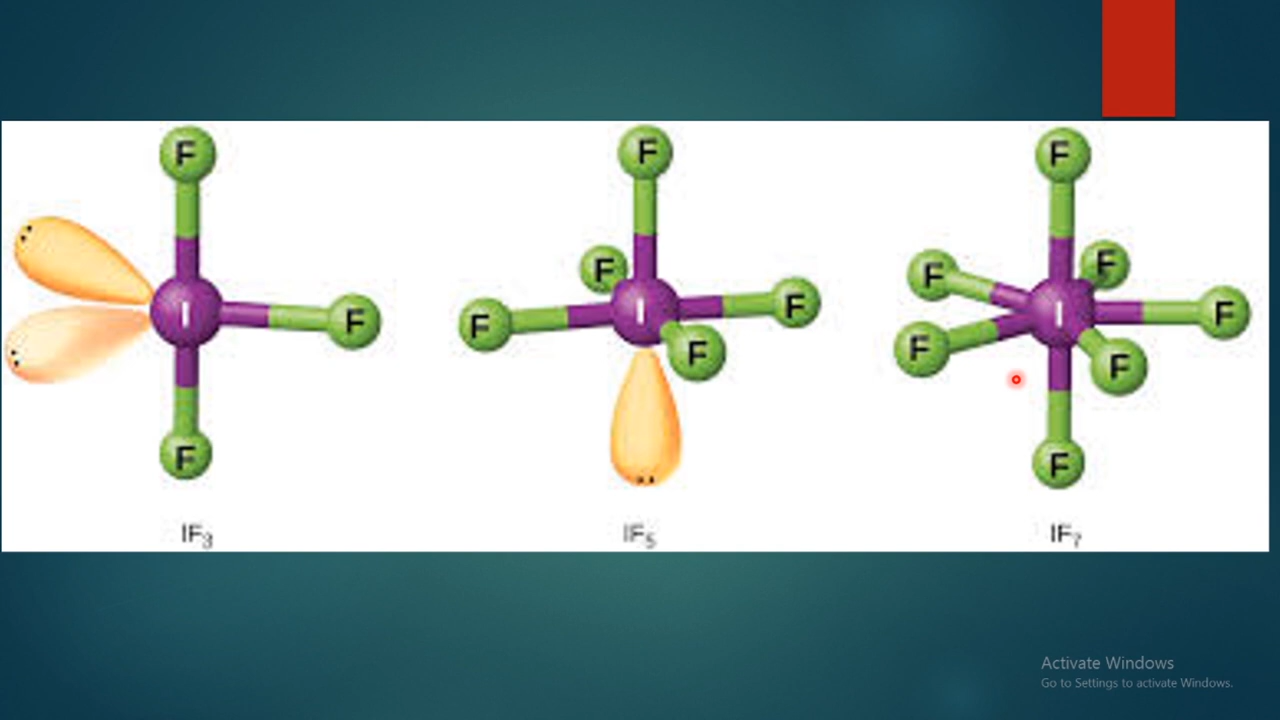 F F F
F F F
F F F F F
I I I
F F F F F
F F
IF₃ IF₅ IF₇
Activate Windows
Go to Settings to activate Windows.